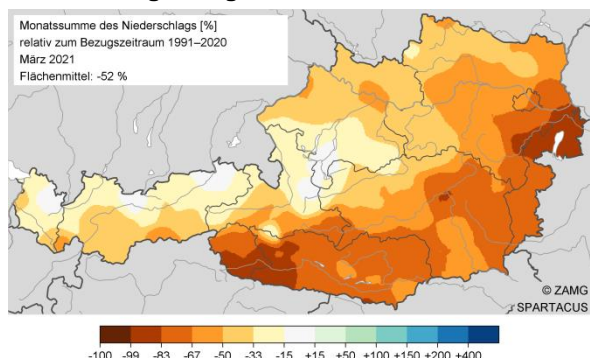 Monatssumme des Niederschlags [%]
relativ zum Bezugszeitraum 1991–2020
März 2021
Flächenmittel: -52 %
© ZAMG
SPARTACUS
-100 -99 -83 -67 -50 -33 -15 +15 +50 +100 +150 +200 +400